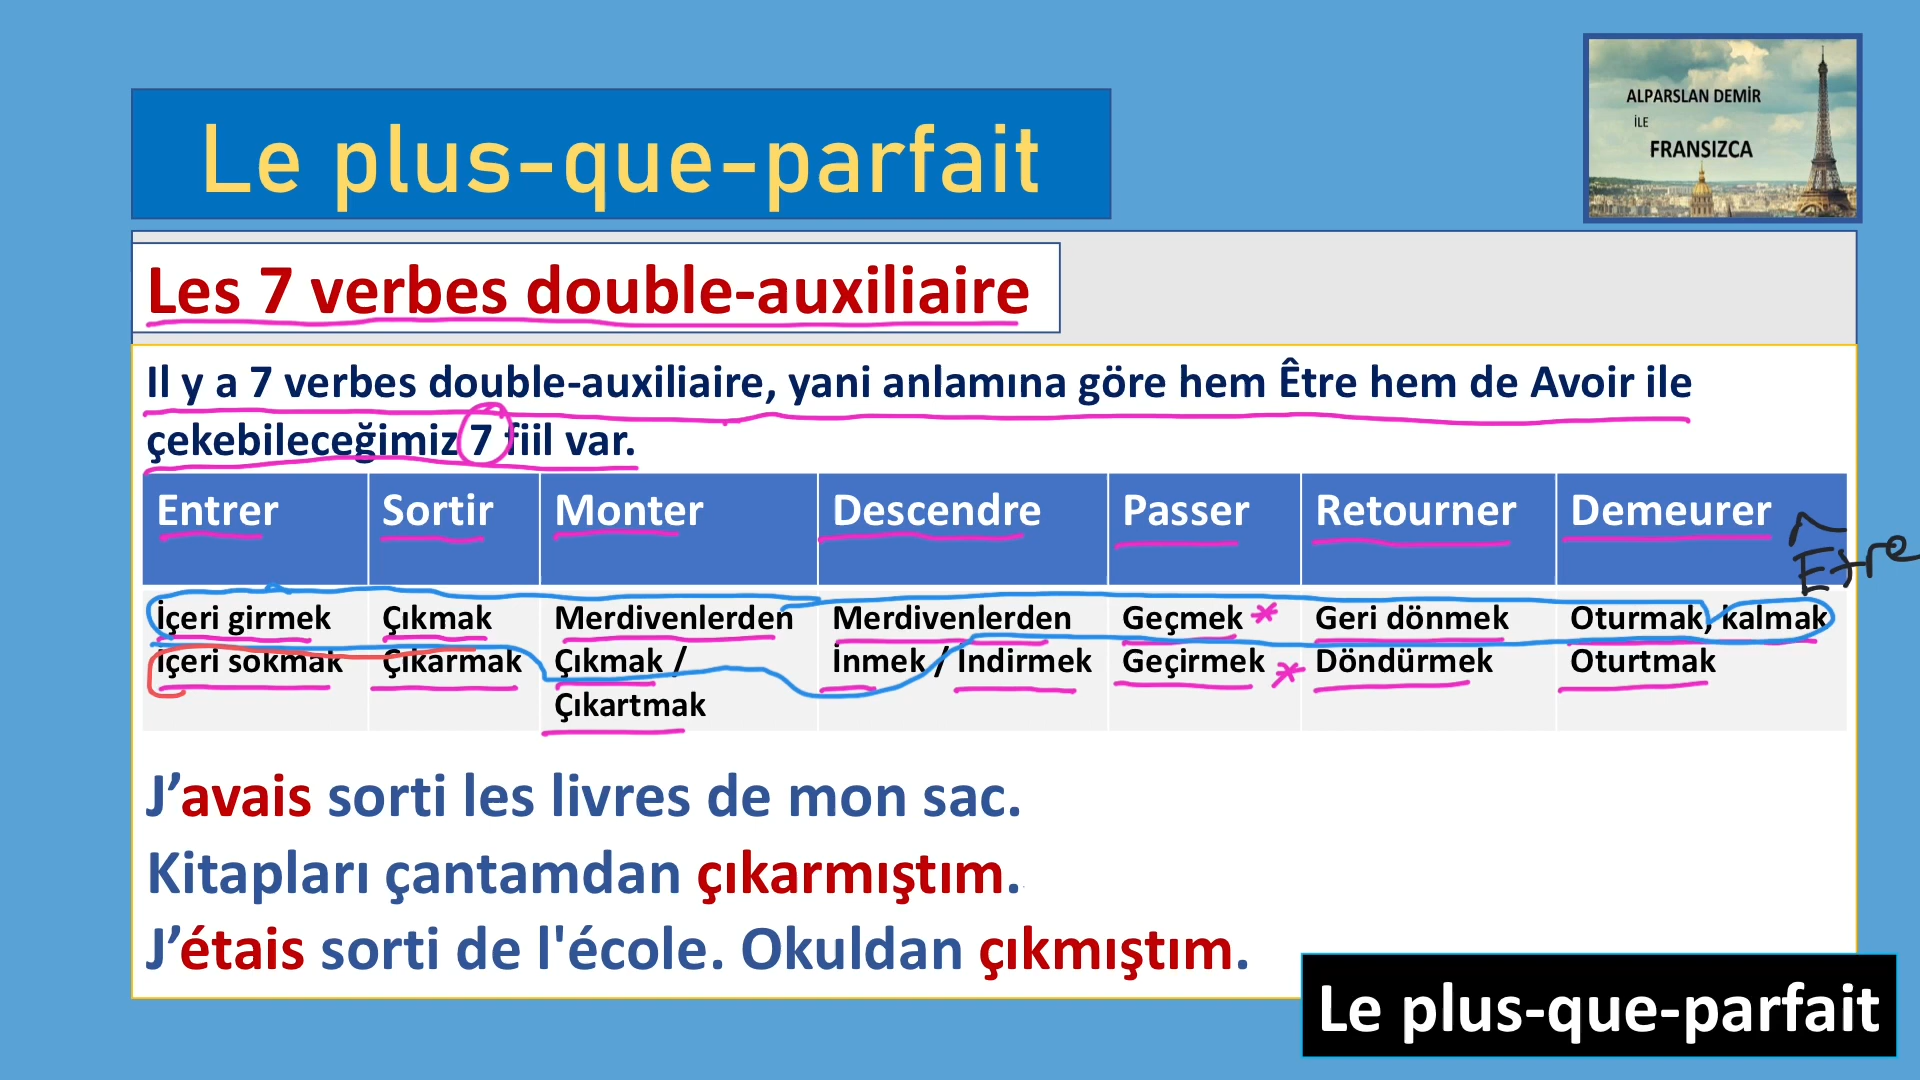 Le plus-que-parfait
ALPARSLAN DEMİR
İLE
FRANSIZCA
Les 7 verbes double-auxiliaire
Il y a 7 verbes double-auxiliaire, yani anlamına göre hem Être hem de Avoir ile
çekebileceğimiz 7 fiil var.
Entrer Sortir Monter Descendre Passer Retourner Demeurer
Être
İçeri girmek Çıkmak Merdivenlerden Merdivenlerden Geçmek Geri dönmek Oturmak, kalmak
İçeri sokmak Çıkarmak Çıkmak / İnmek / İndirmek Geçirmek Döndürmek Oturtmak
Çıkartmak
J’avais sorti les livres de mon sac.
Kitapları çantamdan çıkarmıştım.
J’étais sorti de l'école. Okuldan çıkmıştım.
Le plus-que-parfait